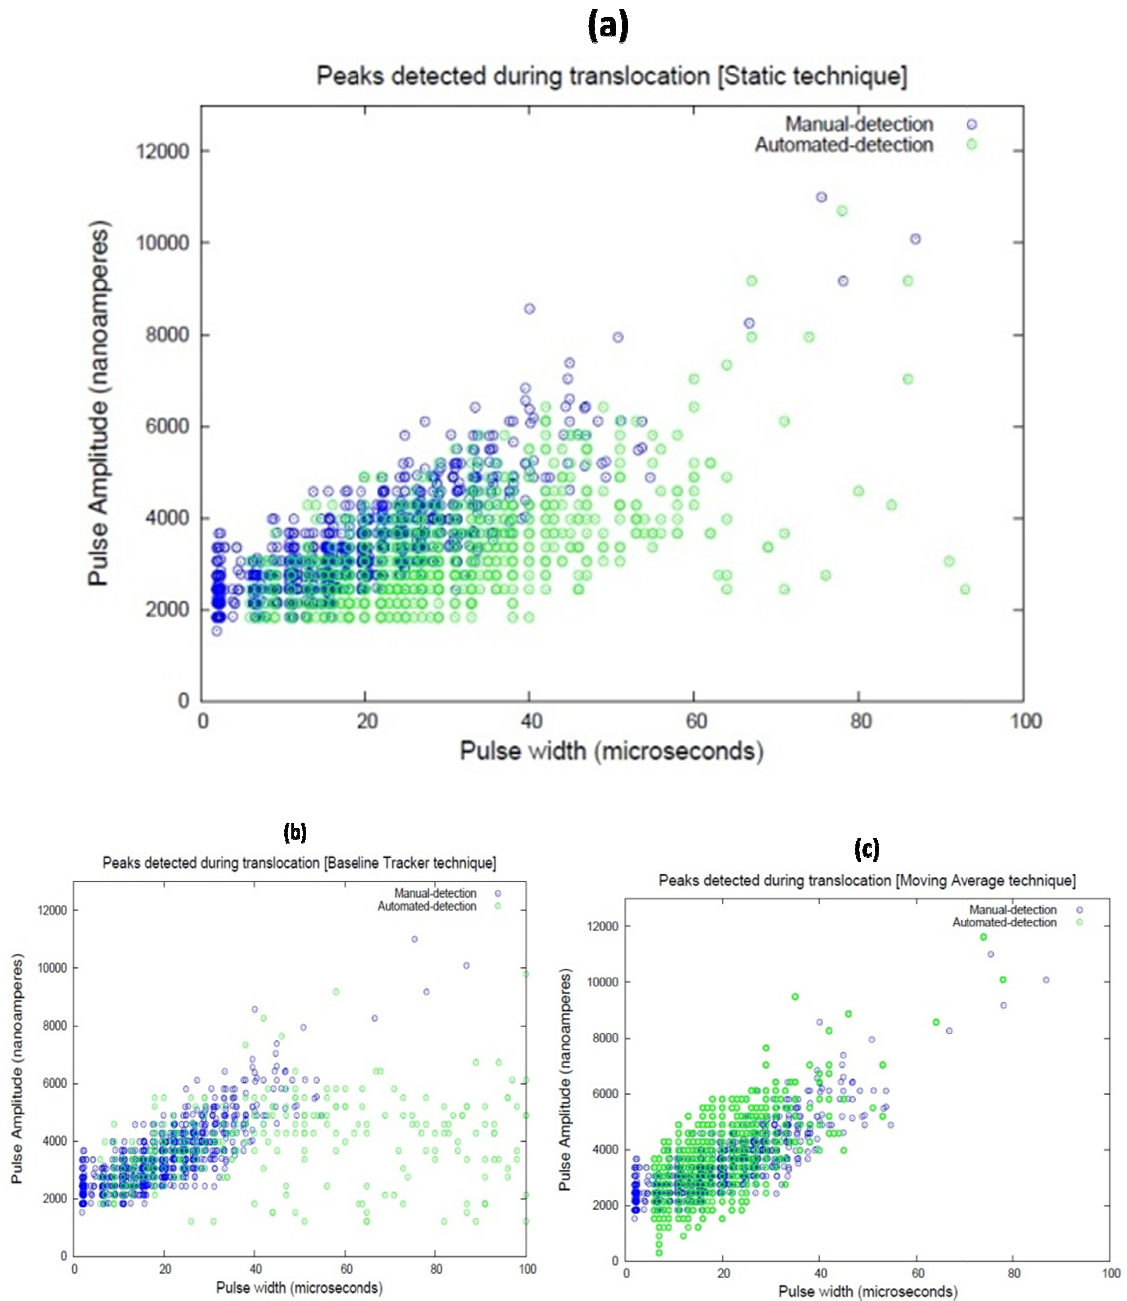 (a)
Peaks detected during translocation [Static technique]
Manual-detection
Automated-detection
12000
10000
8000
6000
4000
2000
0
Pulse Amplitude (nanoamperes)
0 20 40 60 80 100
Pulse width (microseconds)
(b)
Peaks detected during translocation [Baseline Tracker technique]
Manual-detection
Automated-detection
12000
10000
8000
6000
4000
2000
0
Pulse Amplitude (nanoamperes)
0 20 40 60 80 100
Pulse width (microseconds)
(c)
Peaks detected during translocation [Moving Average technique]
Manual-detection
Automated-detection
12000
10000
8000
6000
4000
2000
0
Pulse Amplitude (nanoamperes)
0 20 40 60 80 100
Pulse width (microseconds)